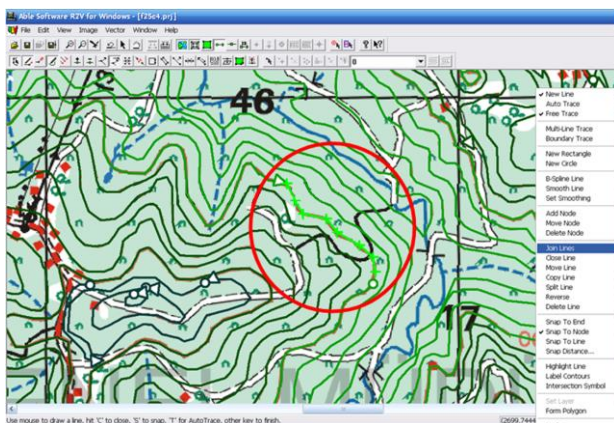 Able Software R2V for Windows - [f25c4.prj]
File Edit View Image Vector Window Help
0
46
17
New Line
Auto Trace
Free Trace
Multi-Line Trace
Boundary Trace
New Rectangle
New Circle
B-Spline Line
Smooth Line
Set Smoothing
Add Node
Move Node
Delete Node
Join Lines
Close Line
Move Line
Copy Line
Split Line
Reverse
Delete Line
Snap To End
Snap To Node
Snap To Line
Snap Distance...
Highlight Line
Label Contours
Intersection Symbol
Set Layer
Form Polygon
Use mouse to draw a line, hit 'C' to close, 'S' to snap, 'T' for AutoTrace, other key to finish.
(2699.7444